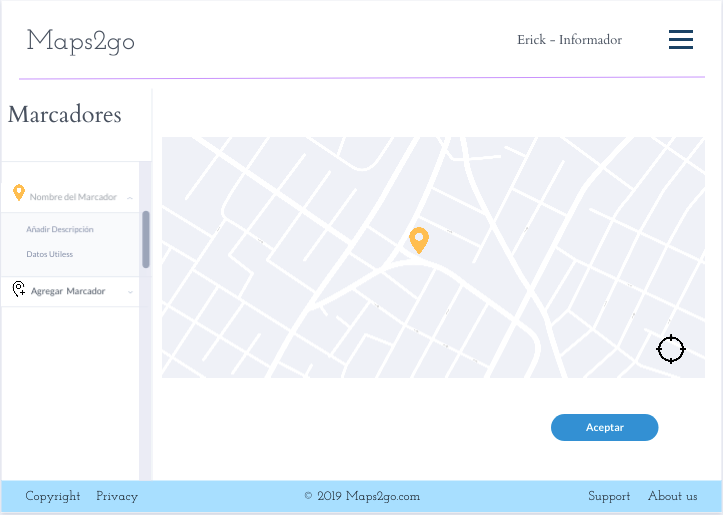 Maps2go
Erick - Informador
Marcadores
Nombre del Marcador
Añadir Descripción
Datos Utiless
Agregar Marcador
Aceptar
Copyright Privacy © 2019 Maps2go.com Support About us